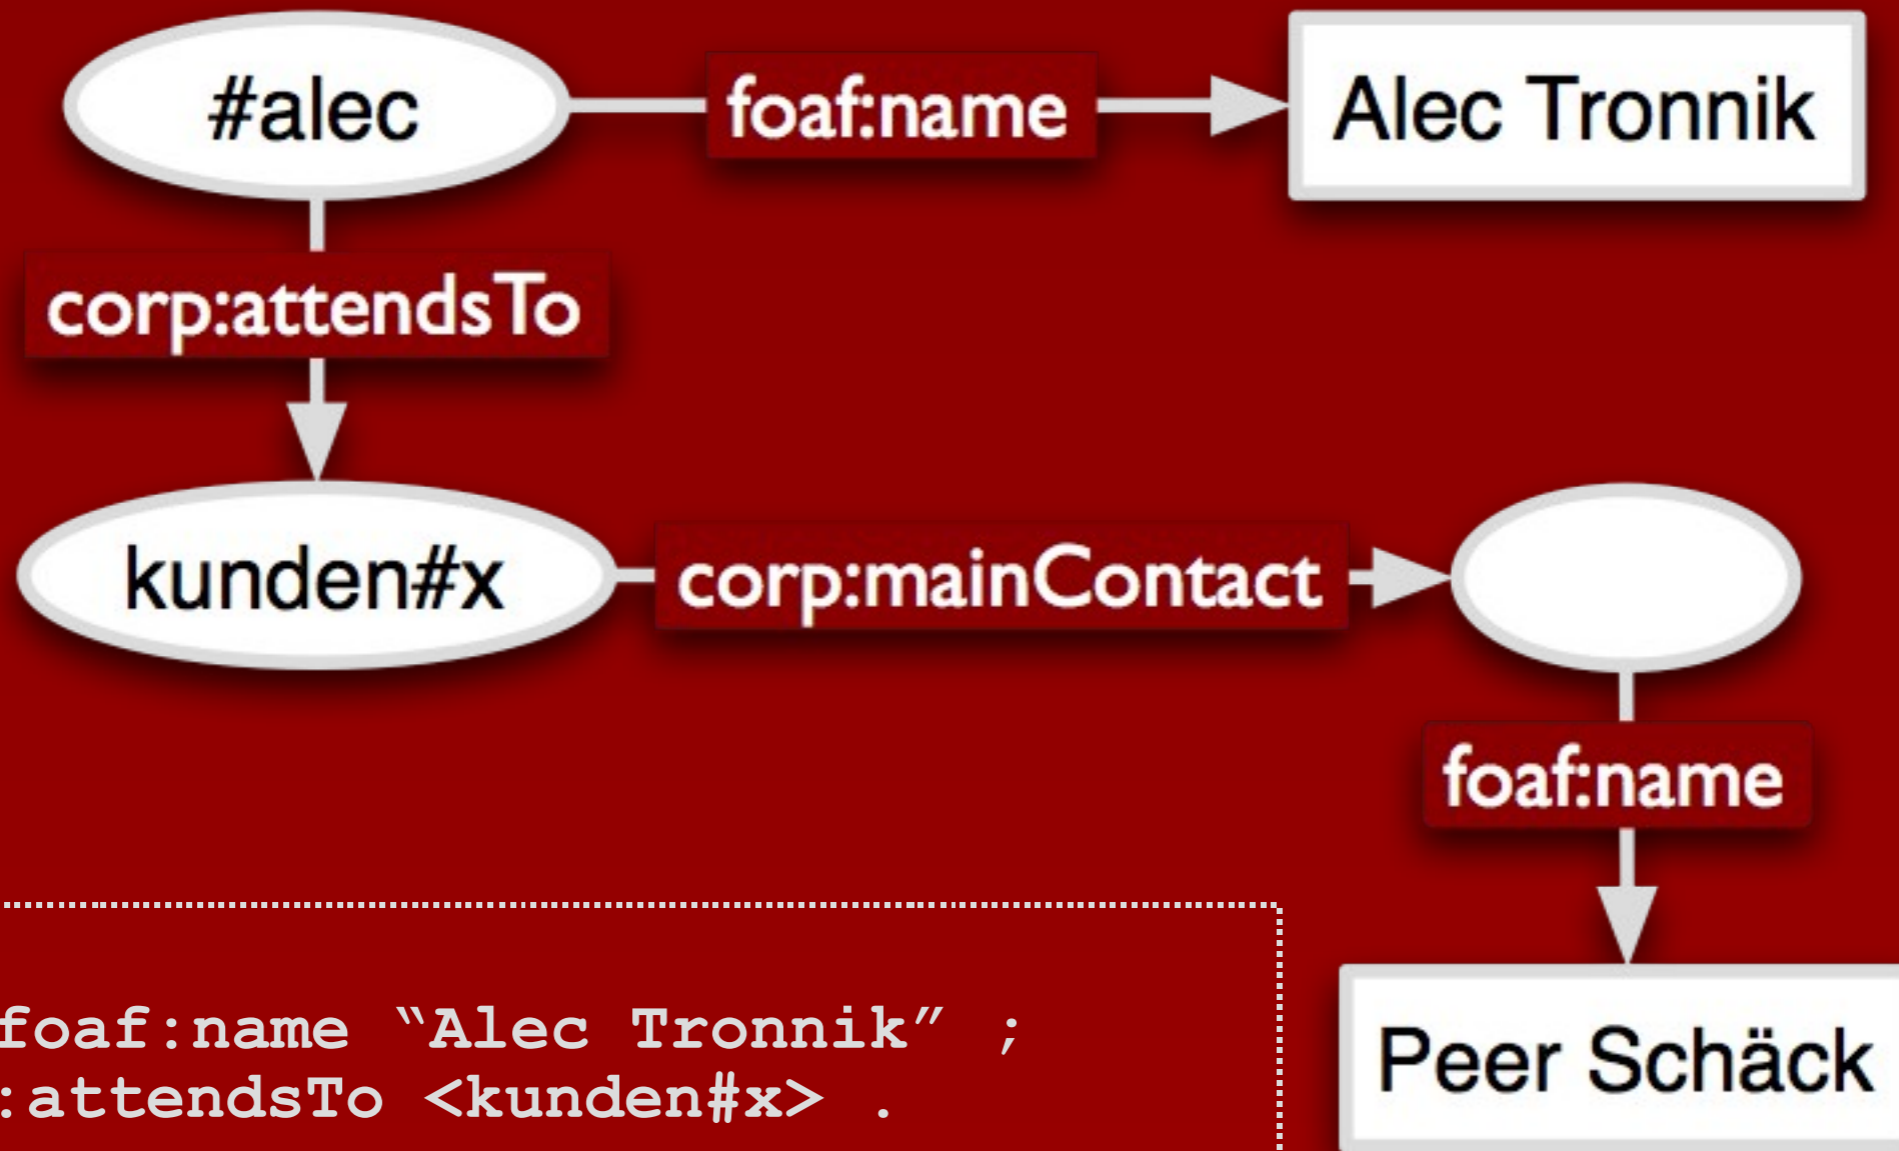 #alec foaf:name Alec Tronnik
corp:attendsTo
kunden#x corp:mainContact
foaf:name
foaf:name “Alec Tronnik” ;
:attendsTo <kunden#x> .
Peer Schäck